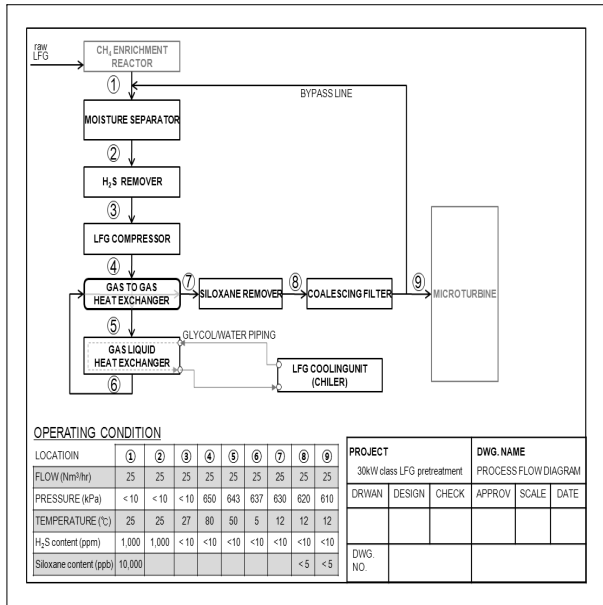 raw
LFG
CH₄ ENRICHMENT
REACTOR
①
BYPASS LINE
MOISTURE SEPARATOR
②
H₂S REMOVER
③
LFG COMPRESSOR
④
GAS TO GAS
HEAT EXCHANGER
⑦
SILOXANE REMOVER
⑧
COALESCING FILTER
⑨
MICROTURBINE
⑤
GLYCOL/WATER PIPING
GAS LIQUID
HEAT EXCHANGER
⑥
LFG COOLINGUNIT
(CHILER)
OPERATING CONDITION
LOCATIOIN ① ② ③ ④ ⑤ ⑥ ⑦ ⑧ ⑨
FLOW (Nm³/hr) 25 25 25 25 25 25 25 25 25
PRESSURE (kPa) < 10 < 10 < 10 650 643 637 630 620 610
TEMPERATURE (℃) 25 25 27 80 50 5 12 12 12
H₂S content (ppm) 1,000 1,000 < 10 <10 <10 <10 <10 <10 <10
Siloxane content (ppb) 10,000 < 5 < 5
PROJECT
30kW class LFG pretreatment
DWG. NAME
PROCESS FLOW DIAGRAM
DRWAN DESIGN CHECK APPROV SCALE DATE
DWG.
NO.